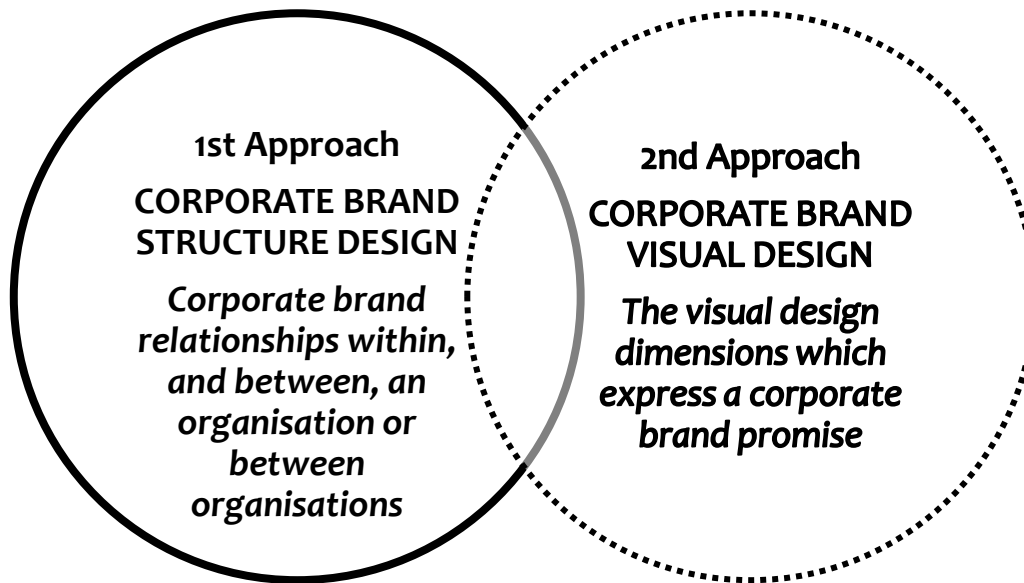 1st Approach
CORPORATE BRAND
STRUCTURE DESIGN
Corporate brand
relationships within,
and between, an
organisation or
between
organisations
2nd Approach
CORPORATE BRAND
VISUAL DESIGN
The visual design
dimensions which
express a corporate
brand promise